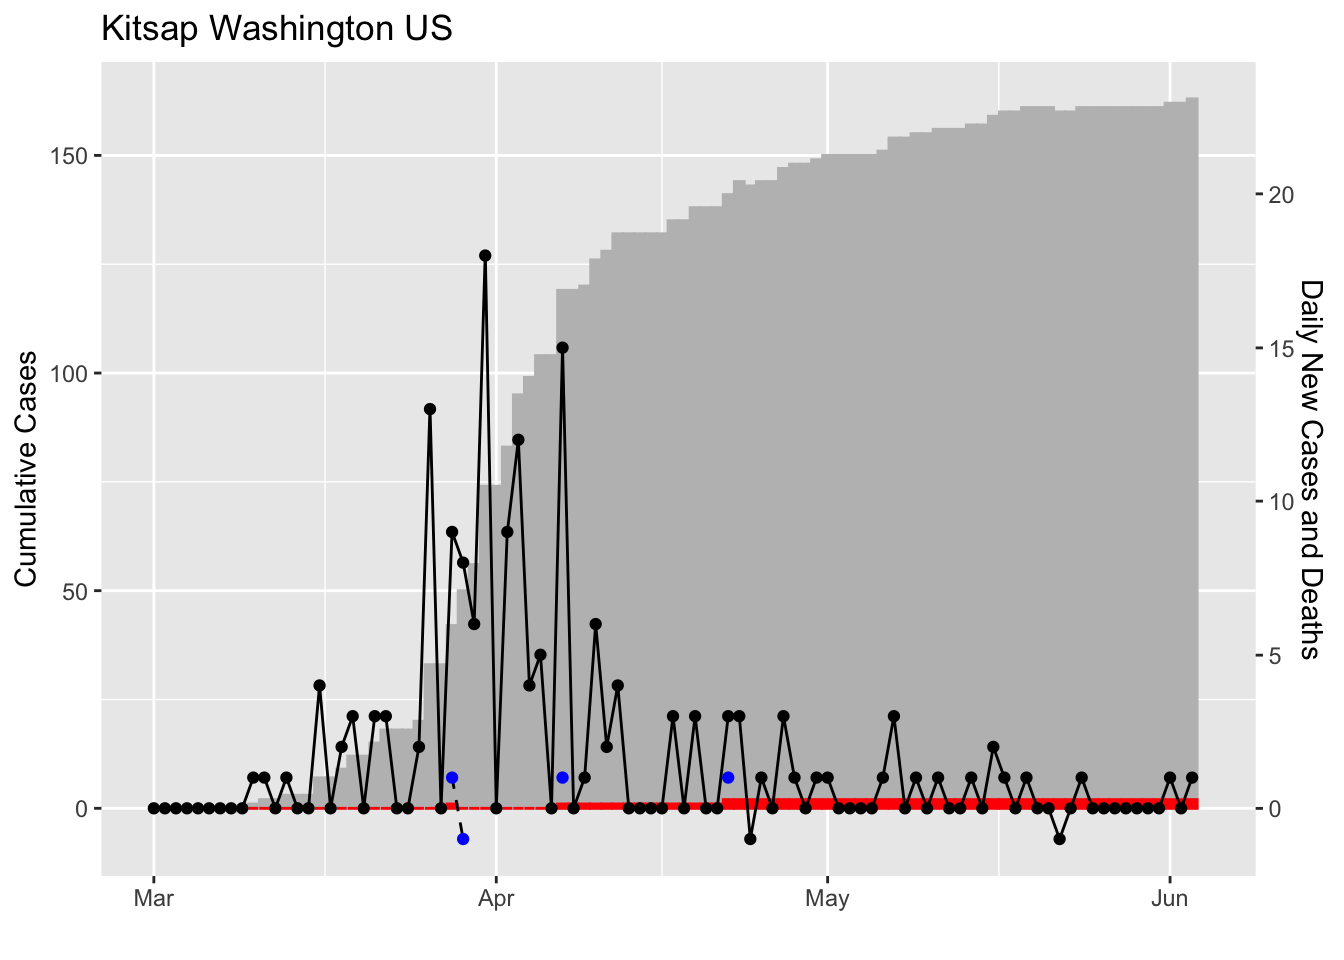 Kitsap Washington US
Cumulative Cases
150
100
50
0
20
15
10
5
0
Daily New Cases and Deaths
Mar
Apr
May
Jun